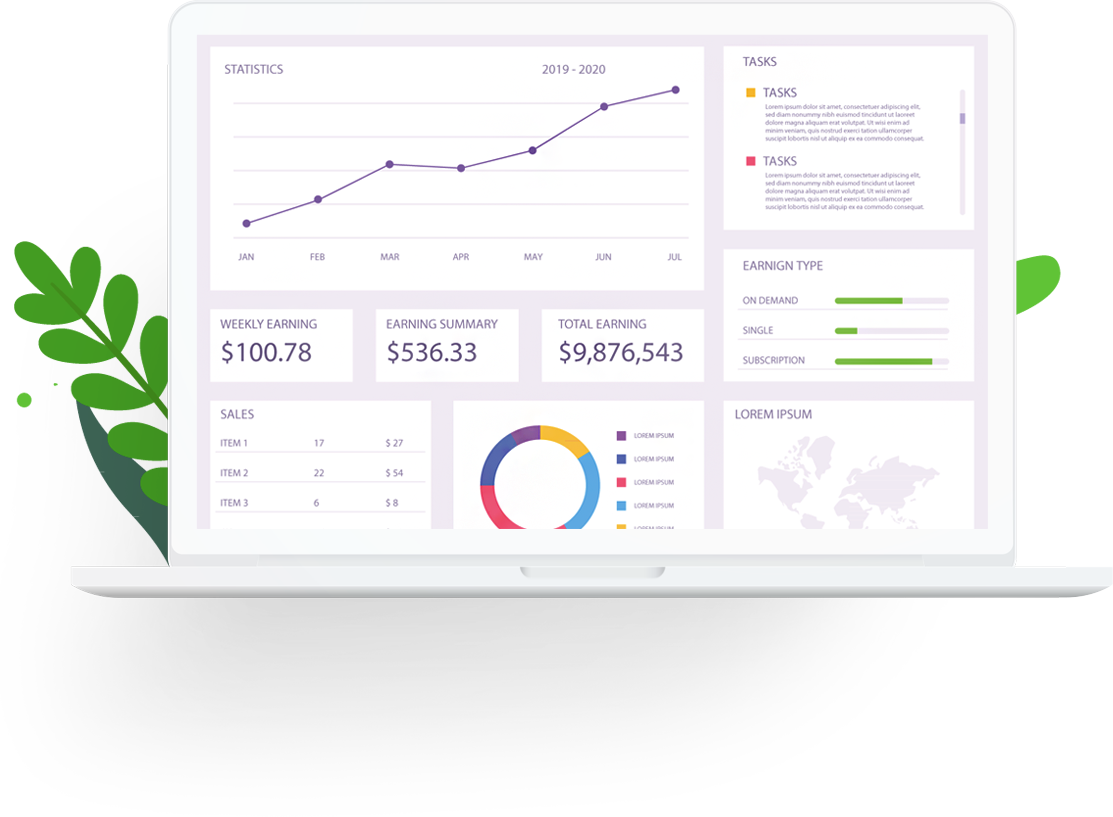 STATISTICS
2019 - 2020
JAN FEB MAR APR MAY JUN JUL
TASKS
TASKS
Lorem ipsum dolor sit amet, consectetuer adipiscing elit,
sed diam nonummy nibh euismod tincidunt ut laoreet
dolore magna aliquam erat volutpat. Ut wisi enim ad
minim veniam, quis nostrud exerci tation ullamcorper
suscipit lobortis nisl ut aliquip ex ea commodo consequat.
TASKS
Lorem ipsum dolor sit amet, consectetuer adipiscing elit,
sed diam nonummy nibh euismod tincidunt ut laoreet
dolore magna aliquam erat volutpat. Ut wisi enim ad
minim veniam, quis nostrud exerci tation ullamcorper
suscipit lobortis nisl ut aliquip ex ea commodo consequat.
EARNIGN TYPE
ON DEMAND
SINGLE
SUBSCRIPTION
WEEKLY EARNING
$100.78
EARNING SUMMARY
$536.33
TOTAL EARNING
$9,876,543
SALES
ITEM 1 17 $ 27
ITEM 2 22 $ 54
ITEM 3 6 $ 8
LOREM IPSUM
LOREM IPSUM
LOREM IPSUM
LOREM IPSUM
LOREM IPSUM
LOREM IPSUM